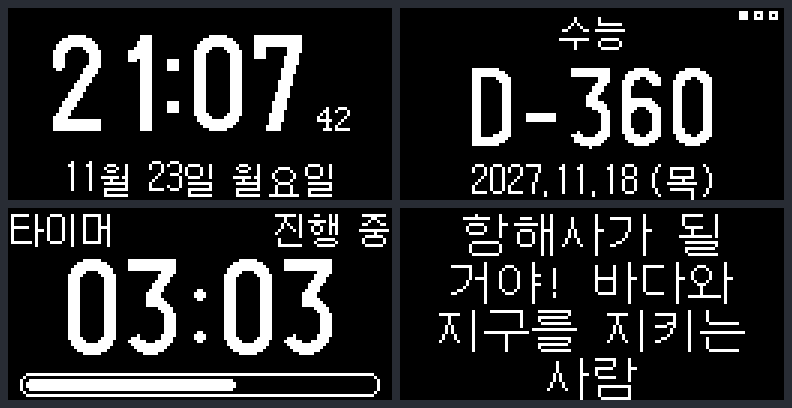 21:07 42
11월 23일 월요일
수능
D-360
2027.11.18 (목)
타이머 진행 중
03:03
항해사가 될
거야! 바다와
지구를 지키는
사람